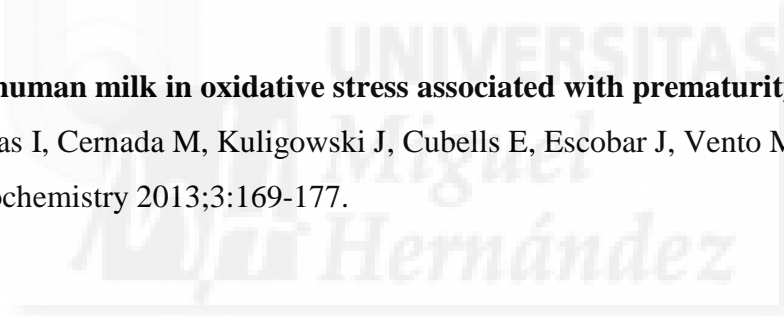 UNIVERSITAS
human milk in oxidative stress associated with prematurit
as I, Cernada M, Kuligowski J, Cubells E, Escobar J, Vento M
ochemistry 2013;3:169-177.
Miguel
Hernández